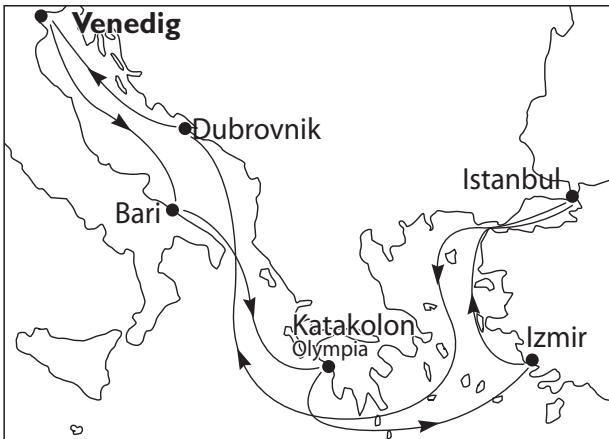 Venedig
Dubrovnik
Istanbul
Bari
Katakolon
Olympia
Izmir